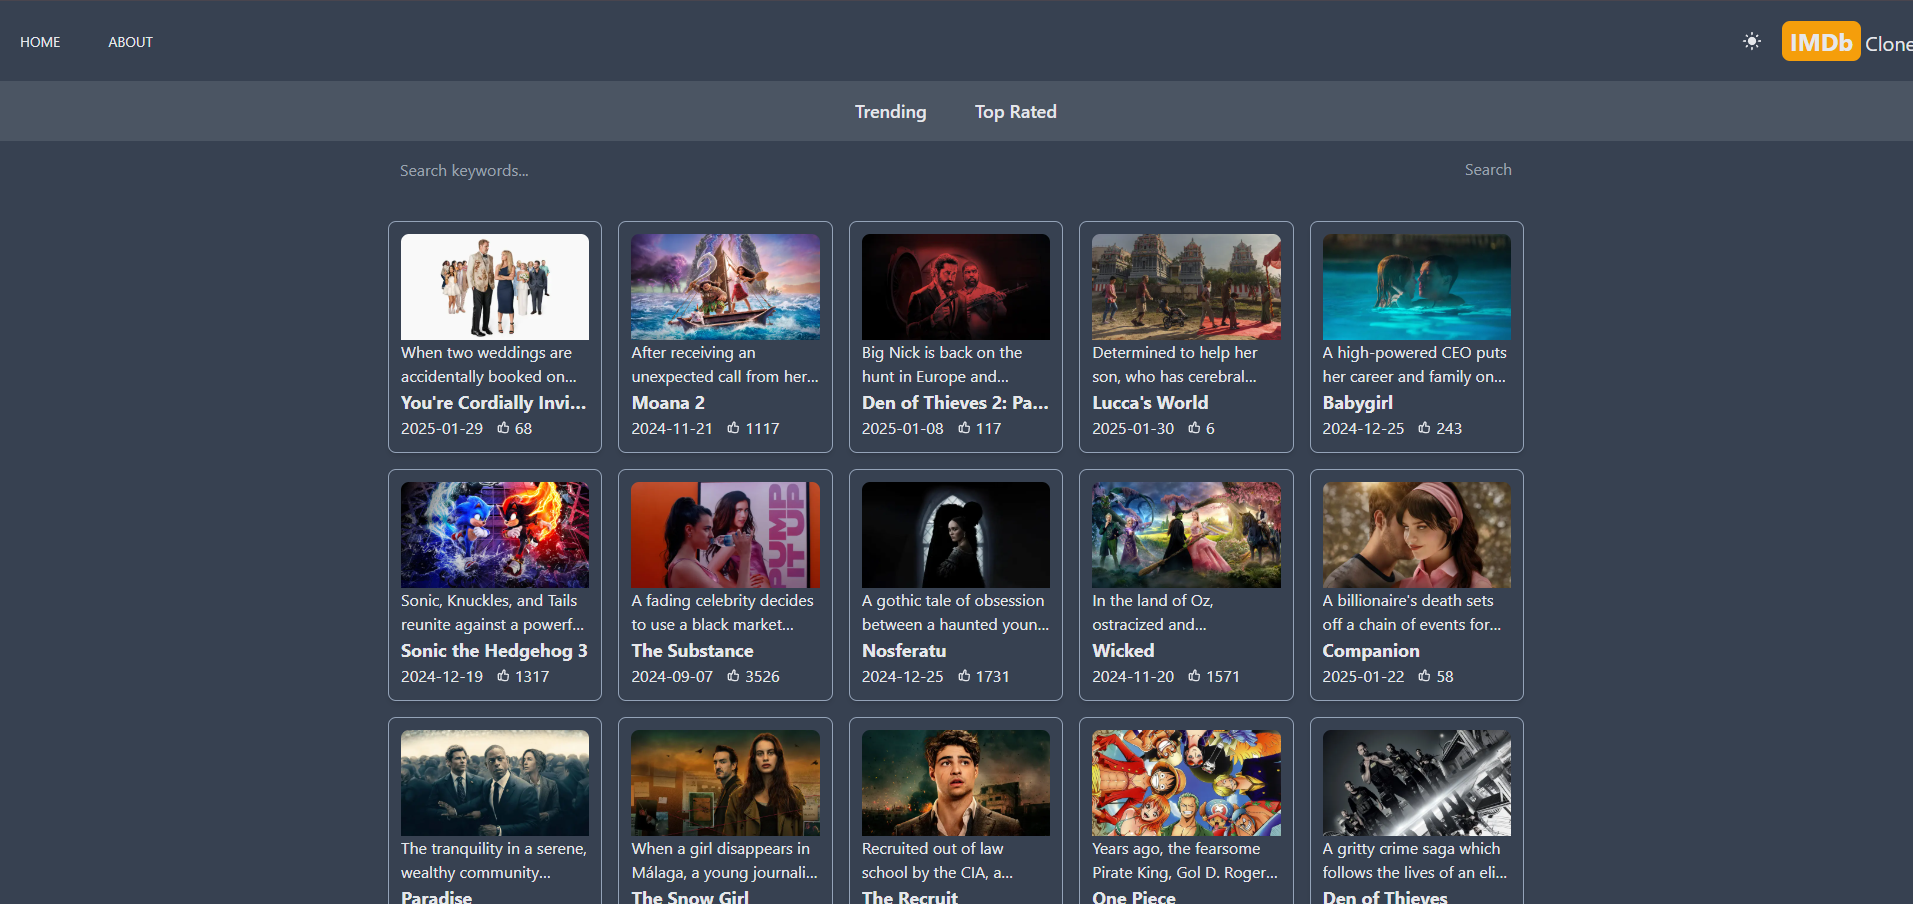 HOME
ABOUT
IMDb Clone
Trending
Top Rated
Search keywords...
Search
When two weddings are
accidentally booked on...
You're Cordially Invi...
2025-01-29 68
After receiving an
unexpected call from her...
Moana 2
2024-11-21 1117
Big Nick is back on the
hunt in Europe and...
Den of Thieves 2: Pa...
2025-01-08 117
Determined to help her
son, who has cerebral...
Lucca's World
2025-01-30 6
A high-powered CEO puts
her career and family on...
Babygirl
2024-12-25 243
Sonic, Knuckles, and Tails
reunite against a powerf...
Sonic the Hedgehog 3
2024-12-19 1317
PUMP
IT UP
A fading celebrity decides
to use a black market...
The Substance
2024-09-07 3526
A gothic tale of obsession
between a haunted youn...
Nosferatu
2024-12-25 1731
In the land of Oz,
ostracized and...
Wicked
2024-11-20 1571
A billionaire's death sets
off a chain of events for...
Companion
2025-01-22 58
The tranquility in a serene,
wealthy community...
Paradise
When a girl disappears in
Málaga, a young journali...
The Snow Girl
Recruited out of law
school by the CIA, a...
The Recruit
Years ago, the fearsome
Pirate King, Gol D. Roger...
One Piece
A gritty crime saga which
follows the lives of an eli...
Den of Thieves